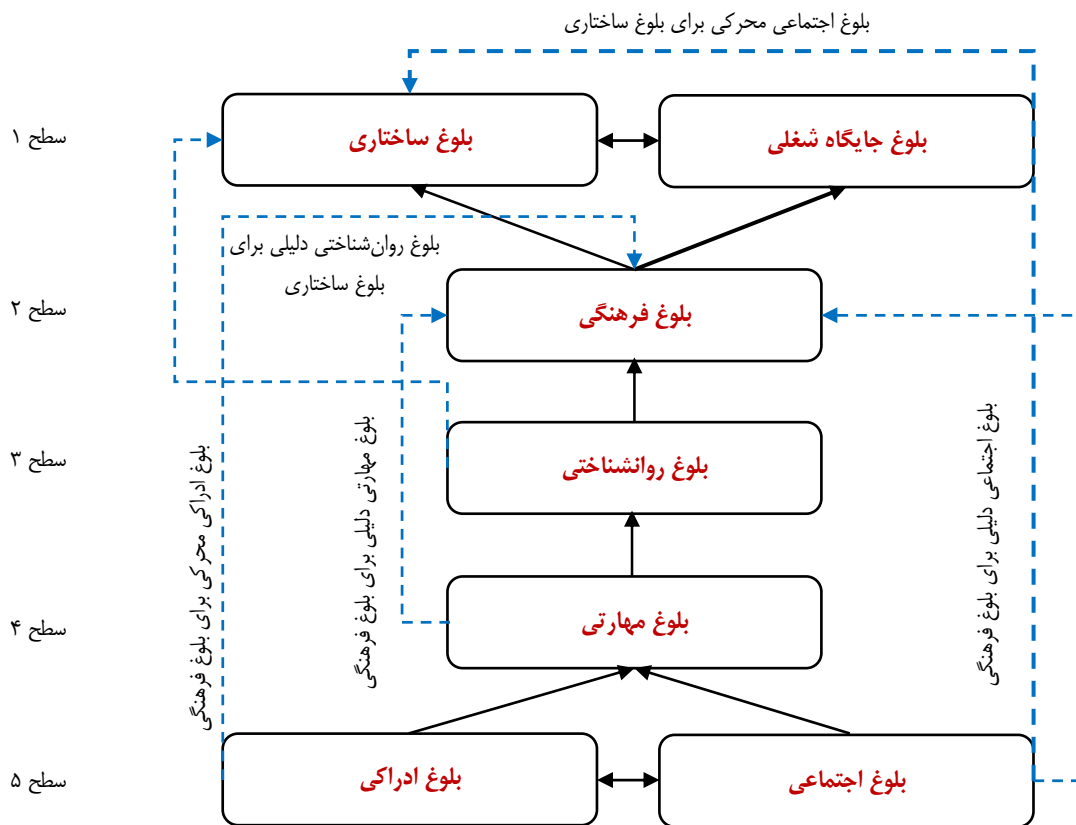 بلوغ اجتماعی محرکی برای بلوغ ساختاری
سطح ۱
بلوغ ساختاری
بلوغ جایگاه شغلی
بلوغ روان‌شناختی دلیلی برای
بلوغ ساختاری
سطح ۲
بلوغ فرهنگی
سطح ۳
بلوغ روانشناختی
بلوغ ادراکی محرکی برای بلوغ فرهنگی
بلوغ مهارتی دلیلی برای بلوغ فرهنگی
بلوغ اجتماعی دلیلی برای بلوغ فرهنگی
سطح ۴
بلوغ مهارتی
سطح ۵
بلوغ ادراکی
بلوغ اجتماعی